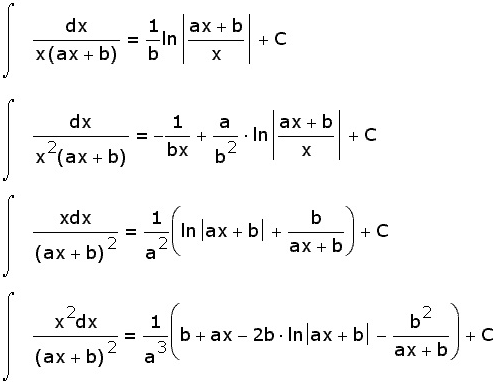 ∫ dx / x(ax + b) = 1/b ln |(ax + b)/x| + C
∫ dx / x²(ax + b) = −1/bx + a/b² · ln |(ax + b)/x| + C
∫ xdx / (ax + b)² = 1/a² (ln |ax + b| + b/(ax + b)) + C
∫ x²dx / (ax + b)² = 1/a³ (b + ax − 2b · ln|ax + b| − b²/(ax + b)) + C